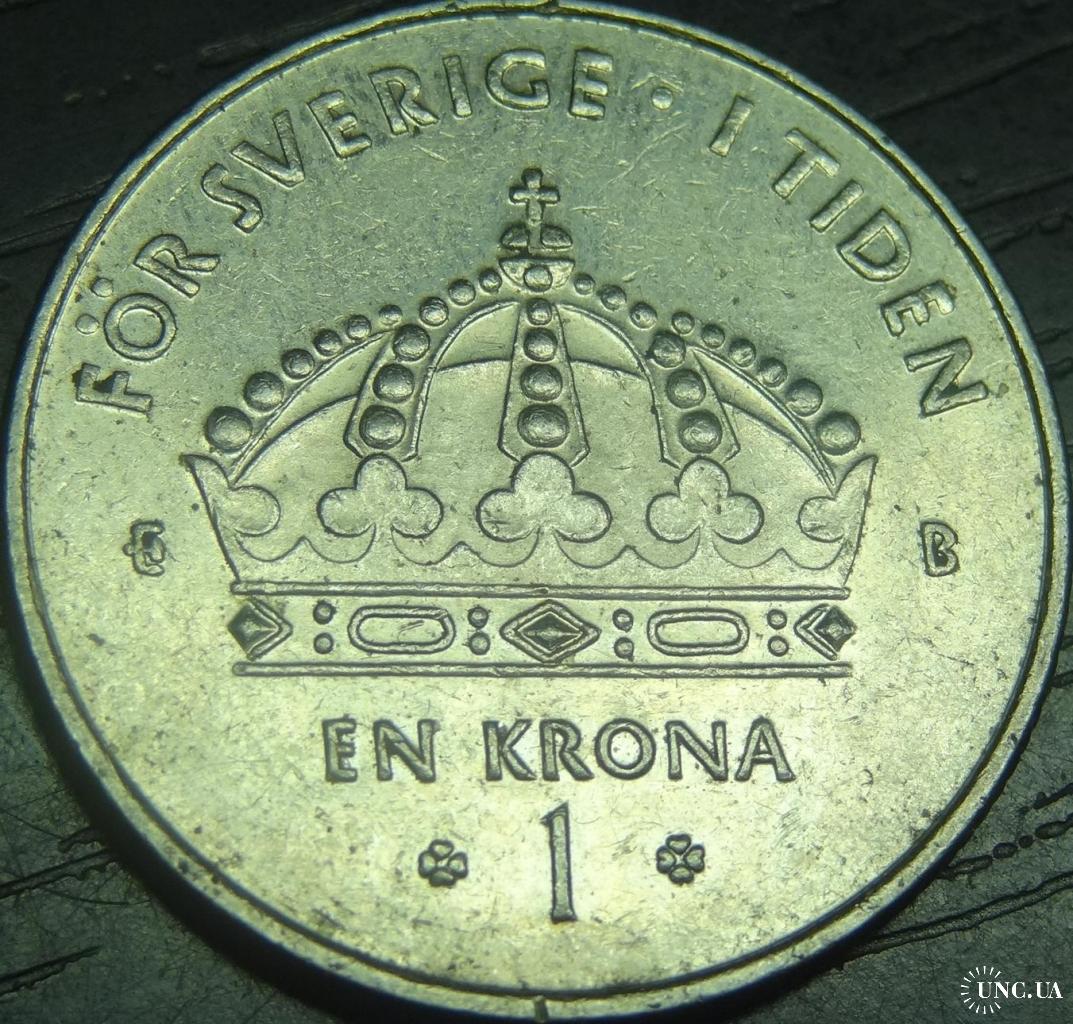 FÖR SVERIGE · I TIDEN
B
EN KRONA
1
UNC.UA